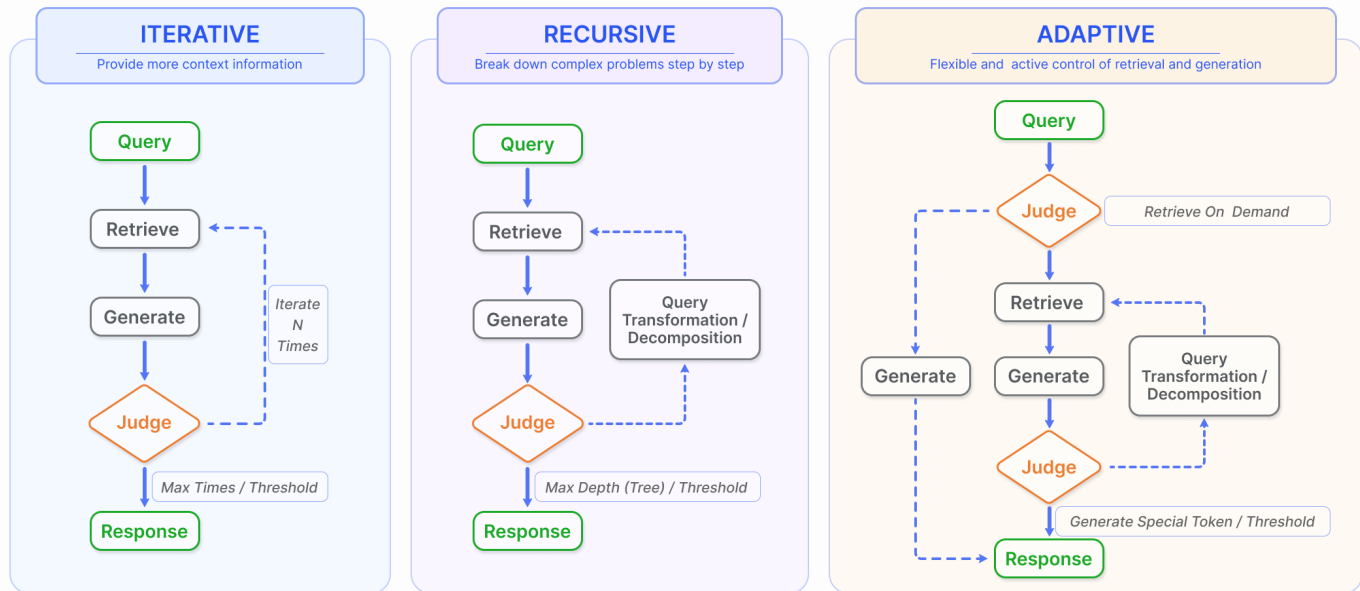 ITERATIVE
Provide more context information
Query
Retrieve
Generate
Iterate
N
Times
Judge
Max Times / Threshold
Response
RECURSIVE
Break down complex problems step by step
Query
Retrieve
Generate
Query
Transformation /
Decomposition
Judge
Max Depth (Tree) / Threshold
Response
ADAPTIVE
Flexible and active control of retrieval and generation
Query
Judge
Retrieve On Demand
Retrieve
Generate
Generate
Query
Transformation /
Decomposition
Judge
Generate Special Token / Threshold
Response